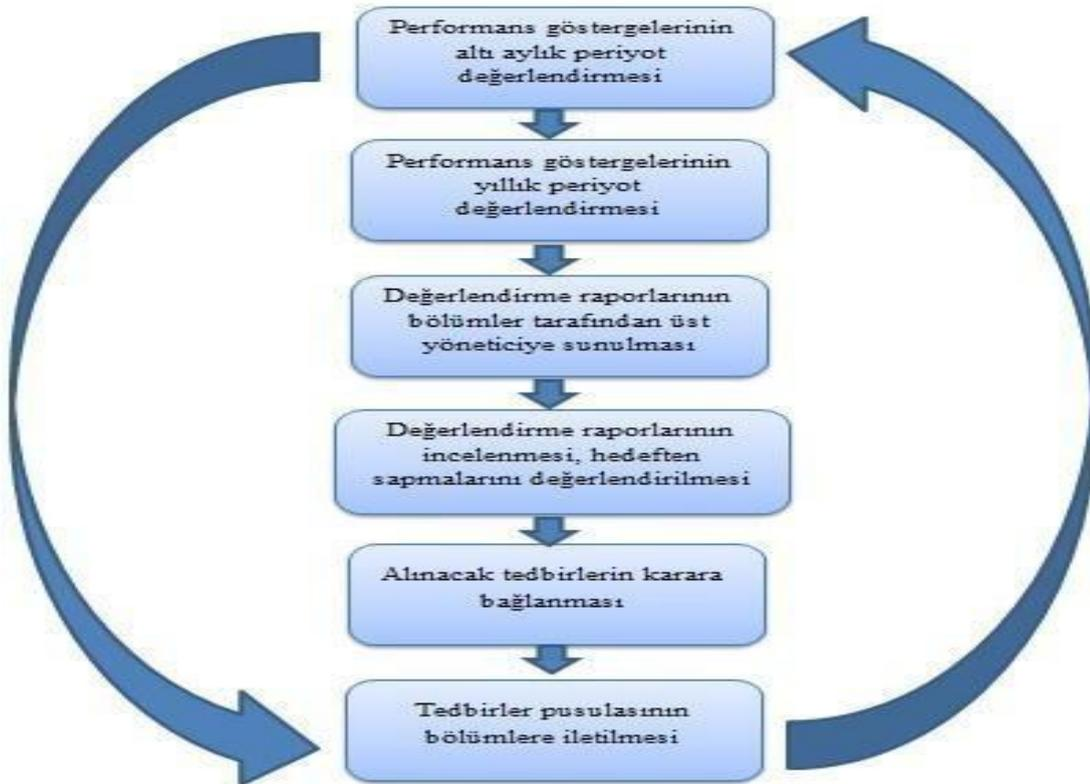 Performans göstergelerinin
altı aylık periyot
değerlendirmesi
Performans göstergelerinin
yıllık periyot
değerlendirmesi
Değerlendirme raporlarının
bölümler tarafından üst
yöneticiye sunulması
Değerlendirme raporlarının
incelenmesi, hedeften
sapmalarını değerlendirilmesi
Alınacak tedbirlerin karara
bağlanması
Tedbirler pusulasının
bölümlere iletilmesi